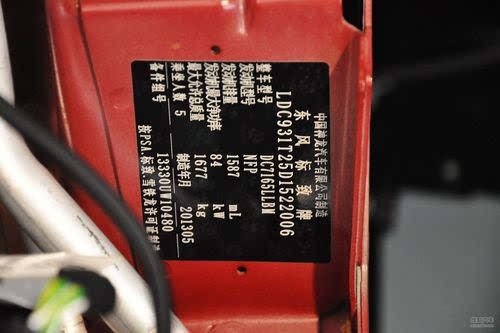 中国神龙汽车有限公司制造
东风标致牌
LDC931T25D1522006
整车型号 DC7165LLBM
发动机型号 NFP
发动机排量 1587 mL
发动机最大净功率 84 kW
最大允许总质量 1677 kg
乘坐人数 5 制造年月 201305
备件组号 13330UT10480
按PSA.标致.雪铁龙许可证制造